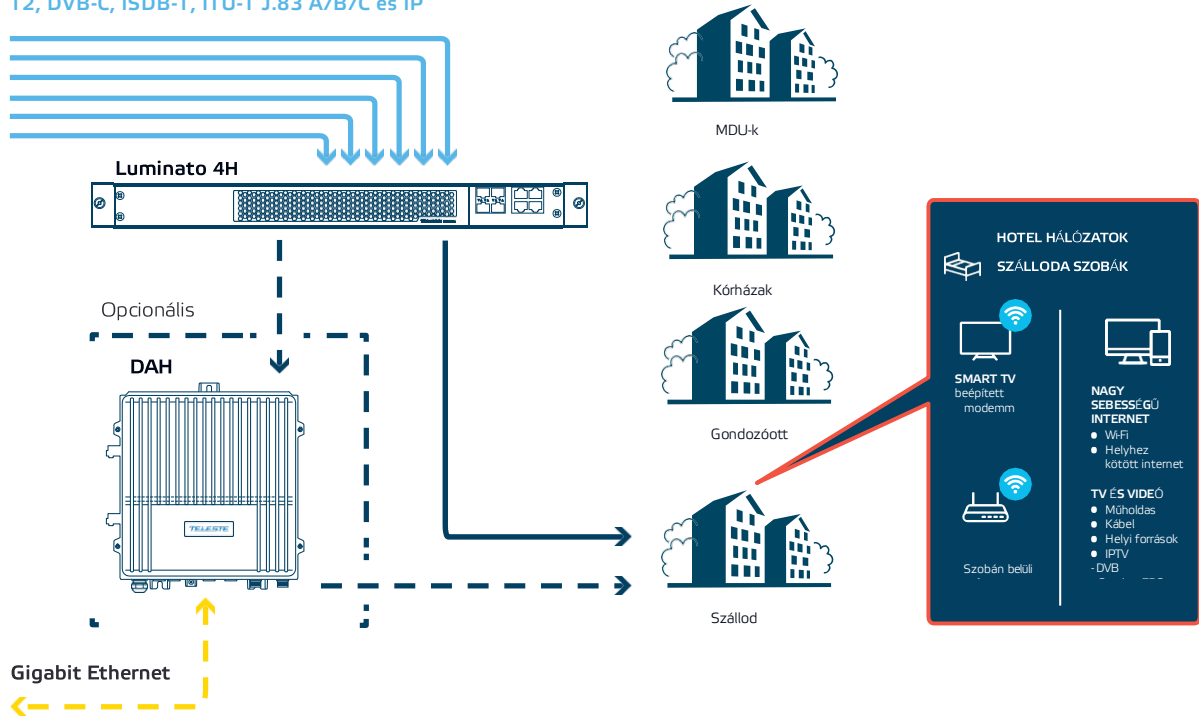 T2, DVB-C, ISDB-T, ITU-T J.83 A/B/C és IP
Luminato 4H
Opcionális
DAH
TELESTE
Gigabit Ethernet
MDU-k
Kórházak
Gondozóott
Szállod
HOTEL HÁLÓZATOK
SZÁLLODA SZOBÁK
SMART TV
beépített
modemm
Szobán belüli
NAGY
SEBESSÉGŰ
INTERNET
● Wi-Fi
● Helyhez
kötött internet
TV ÉS VIDEÓ
● Műholdas
● Kábel
● Helyi források
● IPTV
- DVB